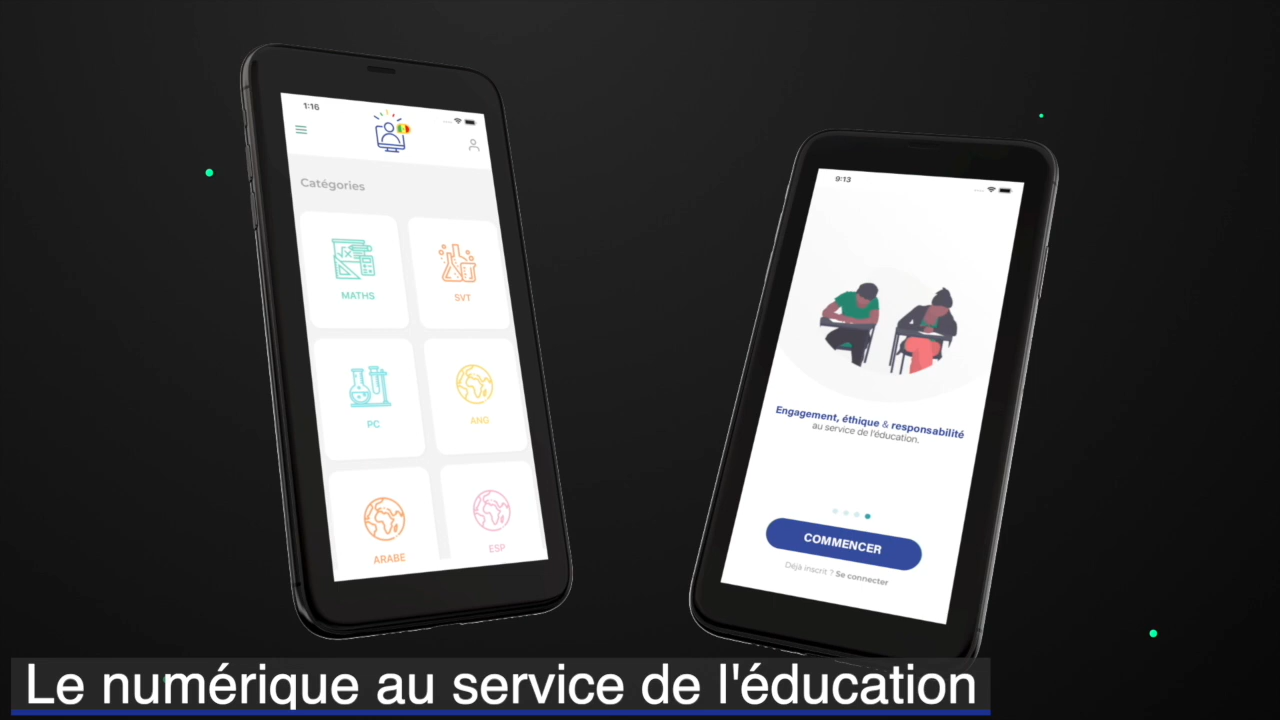 1:16
Catégories
MATHS
SVT
PC
ANG
ARABE
ESP
9:13
Engagement, éthique & responsabilité
au service de l'éducation.
COMMENCER
Déjà inscrit ? Se connecter
Le numérique au service de l'éducation